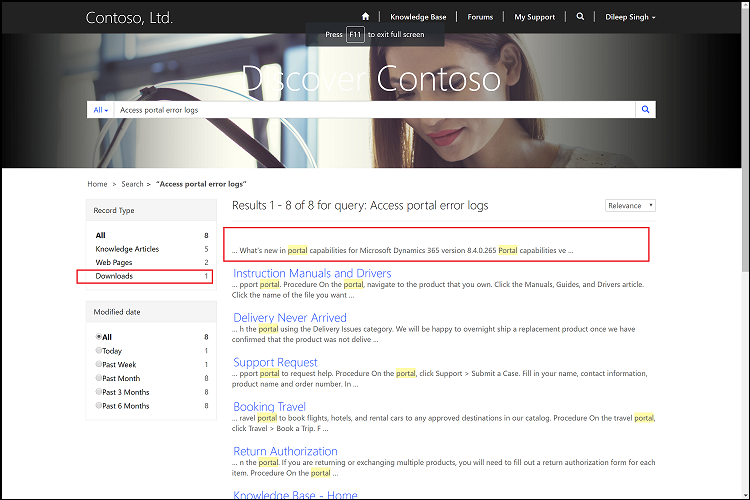 Contoso, Ltd.
Knowledge Base
Forums
My Support
Dileep Singh
Press F11 to exit full screen
Discover Contoso
All
Access portal error logs
Home > Search > “Access portal error logs”
Record Type
All 8
Knowledge Articles 5
Web Pages 2
Downloads 1
Modified date
All 8
Today 1
Past Week 1
Past Month 8
Past 3 Months 8
Past 6 Months 8
Results 1 - 8 of 8 for query: Access portal error logs
Relevance
... What's new in portal capabilities for Microsoft Dynamics 365 version 8.4.0.265 Portal capabilities ve ...
Instruction Manuals and Drivers
... pport portal. Procedure On the portal, navigate to the product that you own. Click the Manuals, Guides, and Drivers article.
Click the name of the file you want ...
Delivery Never Arrived
... h the portal using the Delivery Issues category. We will be happy to overnight ship a replacement product once we have
confirmed that the product was not delive ...
Support Request
... pport portal to request help. Procedure On the portal, click Support > Submit a Case. Fill in your name, contact information,
product name and order number. In ...
Booking Travel
... ravel portal to book flights, hotels, and rental cars to any approved destinations in our catalog. Procedure On the travel portal,
click Travel > Book a Trip. F ...
Return Authorization
... n the portal. If you are returning or exchanging multiple products, you will need to fill out a return authorization form for each
item. Procedure On the portal ...
Knowledge Base - Home